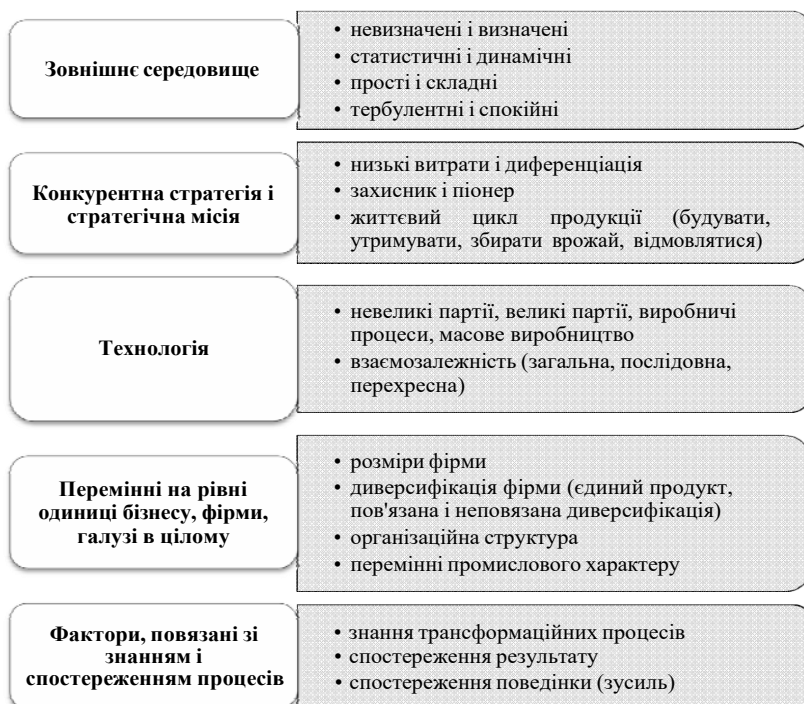 Зовнішнє середовище
• невизначені і визначені
• статистичні і динамічні
• прості і складні
• тербулентні і спокійні
Конкурентна стратегія і
стратегічна місія
• низькі витрати і диференціація
• захисник і піонер
• життєвий цикл продукції (будувати,
утримувати, збирати врожай, відмовлятися)
Технологія
• невеликі партії, великі партії, виробничі
процеси, масове виробництво
• взаємозалежність (загальна, послідовна,
перехресна)
Перемінні на рівні
одиниці бізнесу, фірми,
галузі в цілому
• розміри фірми
• диверсифікація фірми (єдиний продукт,
пов'язана і неповязана диверсифікація)
• організаційна структура
• перемінні промислового характеру
Фактори, повязані зі
знанням і
спостереженням процесів
• знання трансформаційних процесів
• спостереження результату
• спостереження поведінки (зусиль)